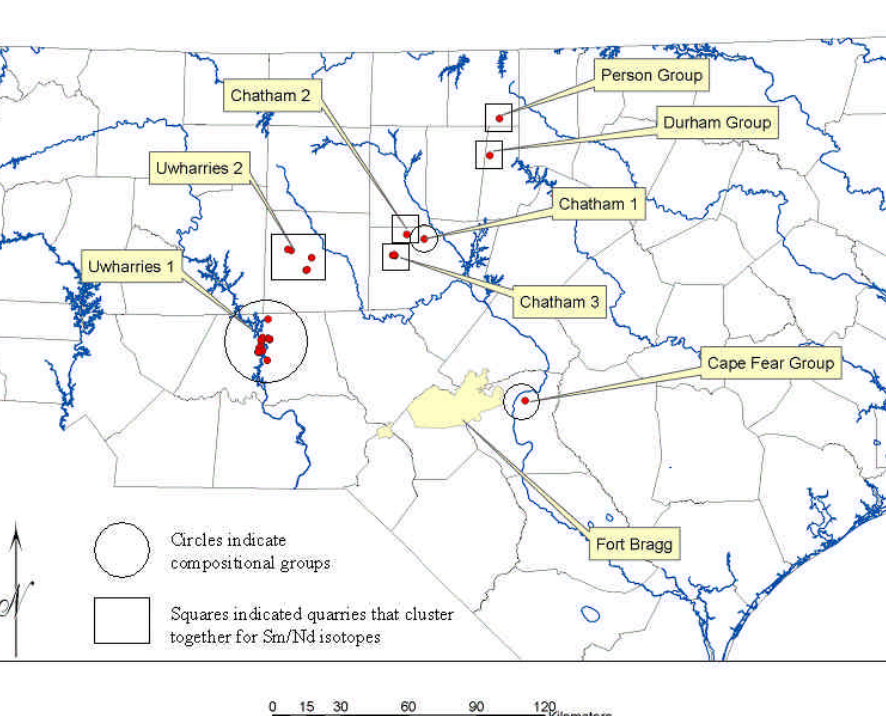 Person Group
Chatham 2
Durham Group
Uwharries 2
Chatham 1
Uwharries 1
Chatham 3
Cape Fear Group
Fort Bragg
Circles indicate
compositional groups
N
Squares indicated quarries that cluster
together for Sm/Nd isotopes
0 15 30 60 90 120
Kilometers